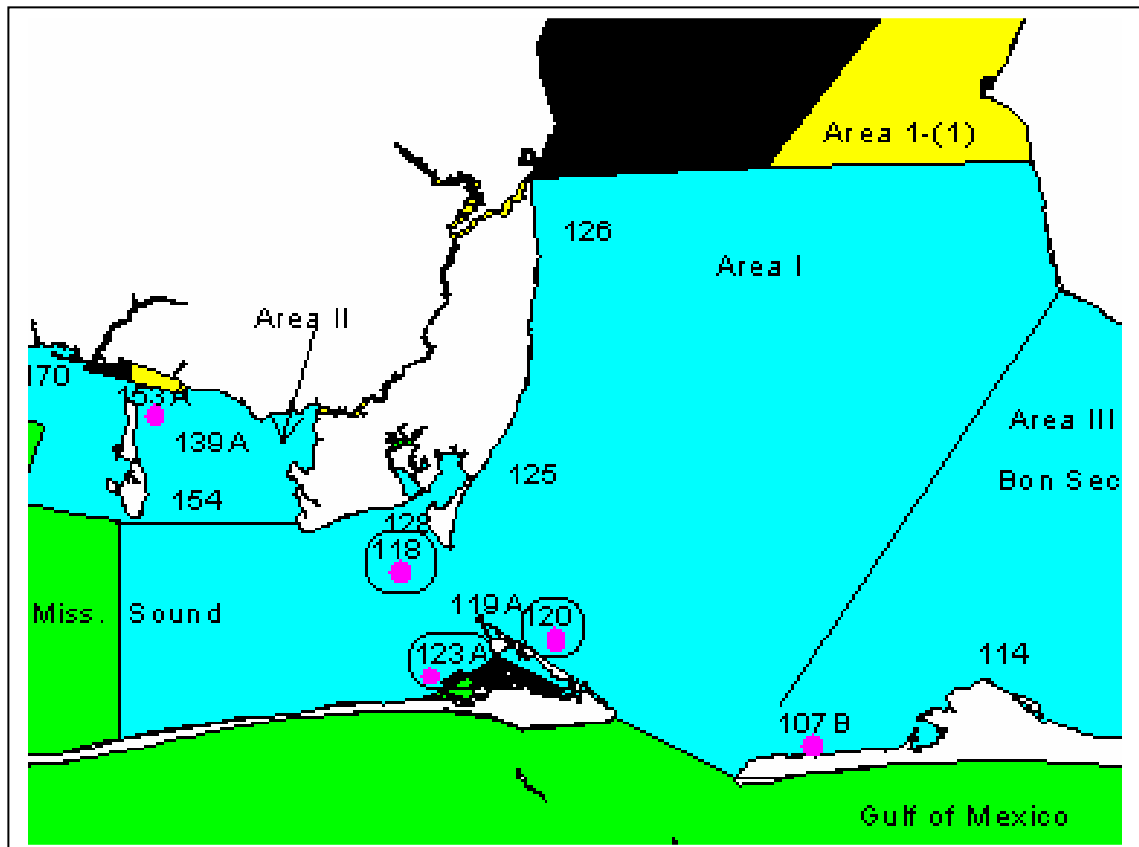 Area 1-(1)
126
Area I
Area II
170
153 A
Area III
139 A
125
Bon Sec
154
128
118
119 A
120
Miss. Sound
123 A
114
107 B
Gulf of Mexico